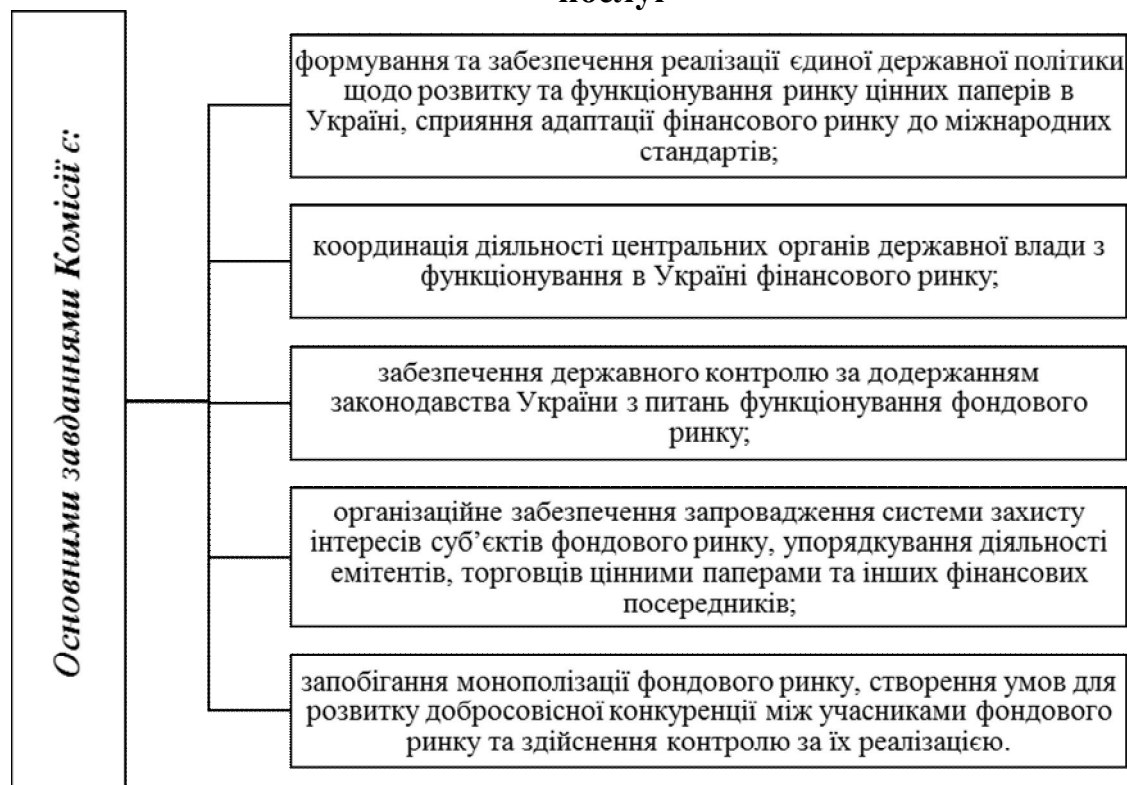 послуг
Основними завданнями Комісії є:
формування та забезпечення реалізації єдиної державної політики
щодо розвитку та функціонування ринку цінних паперів в
Україні, сприяння адаптації фінансового ринку до міжнародних
стандартів;
координація діяльності центральних органів державної влади з
функціонування в Україні фінансового ринку;
забезпечення державного контролю за додержанням
законодавства України з питань функціонування фондового
ринку;
організаційне забезпечення запровадження системи захисту
інтересів суб’єктів фондового ринку, упорядкування діяльності
емітентів, торговців цінними паперами та інших фінансових
посередників;
запобігання монополізації фондового ринку, створення умов для
розвитку добросовісної конкуренції між учасниками фондового
ринку та здійснення контролю за їх реалізацією.